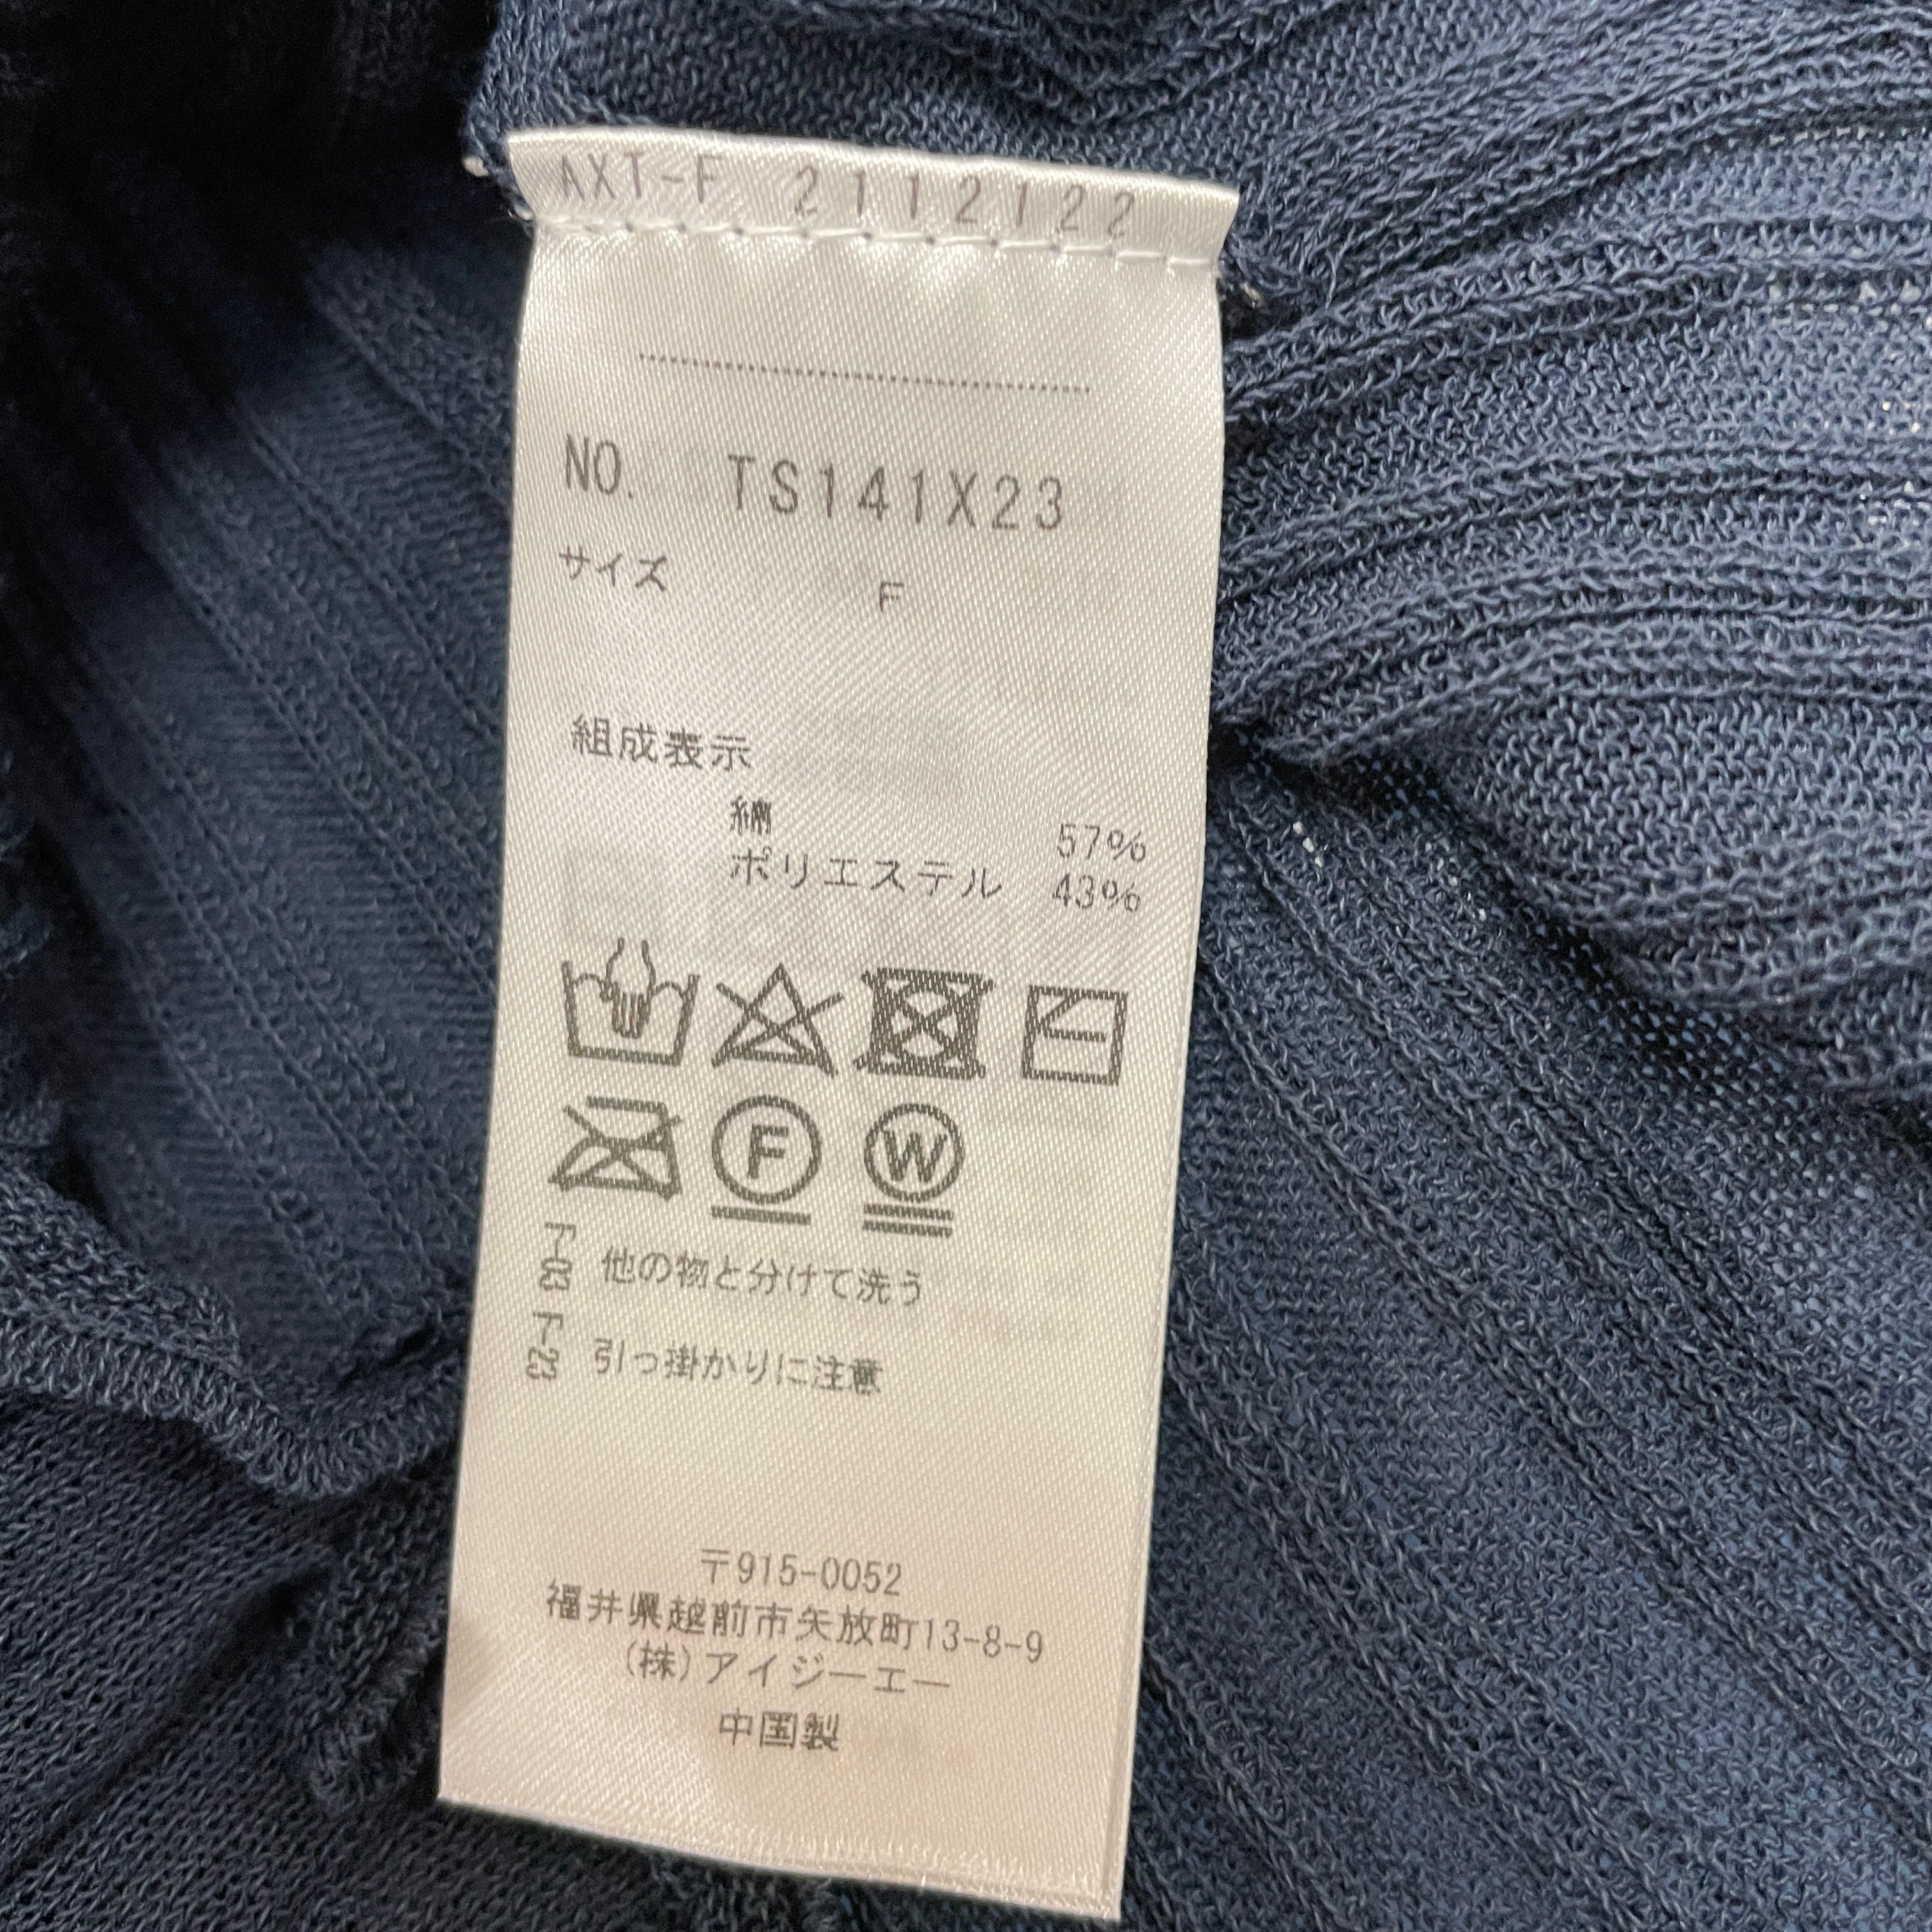 AXT-F 2112122
NO. TS141X23
サイズ F
組成表示
綿 57%
ポリエステル 43%
F
W
F-03 他の物と分けて洗う
F-23 引っ掛かりに注意
〒915-0052
福井県越前市矢放町13-8-9
(株)アイジーエー
中国製